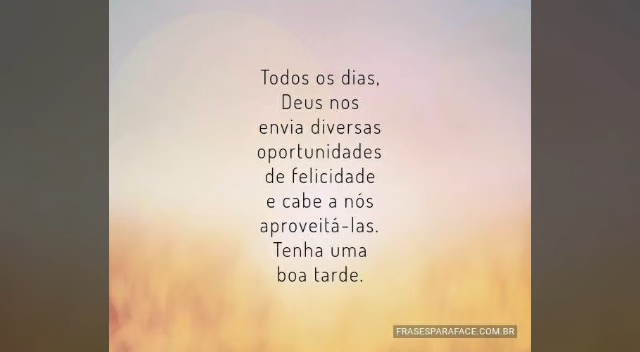 Todos os dias,
Deus nos
envia diversas
oportunidades
de felicidade
e cabe a nós
aproveitá-las.
Tenha uma
boa tarde.
FRASESPARAFACE.COM.BR